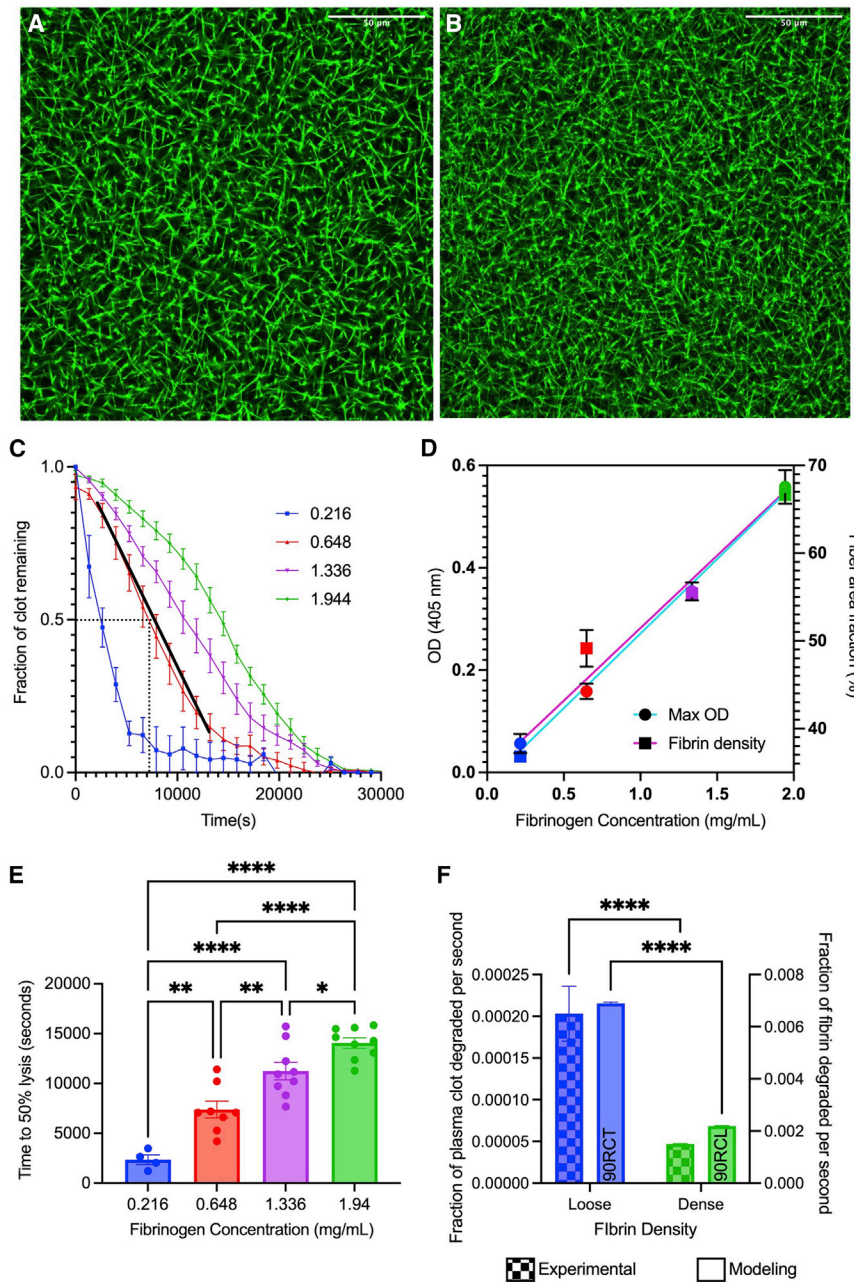 A
50 µm
B
50 µm
C
Fraction of clot remaining
1.0
0.5
0.0
0
10000
20000
30000
Time(s)
0.216
0.648
1.336
1.944
D
OD (405 nm)
0.6
0.4
0.2
0.0
0.0
0.5
1.0
1.5
2.0
Fibrinogen Concentration (mg/mL)
70
60
50
40
Max OD
Fibrin density
E
Time to 50% lysis (seconds)
20000
15000
10000
5000
0
****
****
****
**
**
*
0.216
0.648
1.336
1.94
Fibrinogen Concentration (mg/mL)
F
Fraction of plasma clot degraded per second
0.00025
0.00020
0.00015
0.00010
0.00005
0.00000
****
****
90RCT
90RCL
Loose
Dense
FIbrin Density
0.008
0.006
0.004
0.002
0.000
Fraction of fibrin degraded per second
Experimental
Modeling